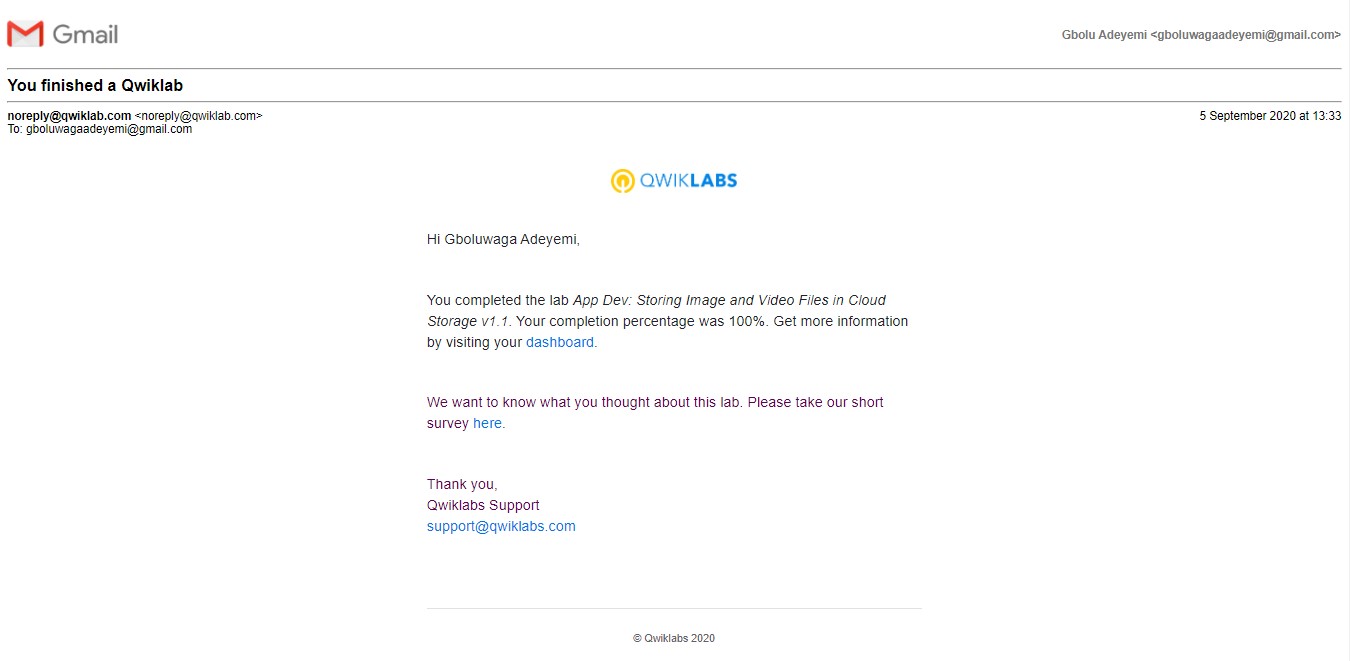 Gmail
Gbolu Adeyemi <gboluwagaadeyemi@gmail.com>
You finished a Qwiklab
noreply@qwiklab.com <noreply@qwiklab.com>
5 September 2020 at 13:33
To: gboluwagaadeyemi@gmail.com
QWIKLABS
Hi Gboluwaga Adeyemi,
You completed the lab App Dev: Storing Image and Video Files in Cloud
Storage v1.1. Your completion percentage was 100%. Get more information
by visiting your dashboard.
We want to know what you thought about this lab. Please take our short
survey here.
Thank you,
Qwiklabs Support
support@qwiklabs.com
© Qwiklabs 2020